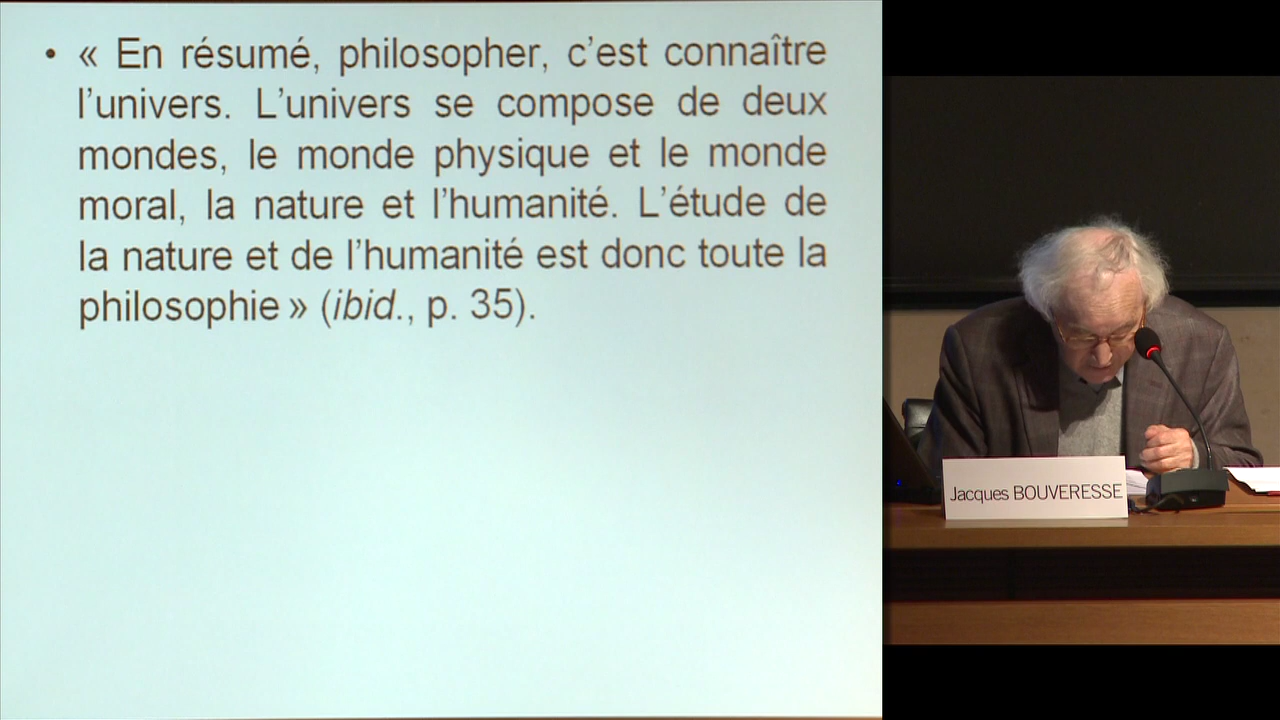 • « En résumé, philosopher, c’est connaître
l’univers. L’univers se compose de deux
mondes, le monde physique et le monde
moral, la nature et l’humanité. L’étude de
la nature et de l’humanité est donc toute la
philosophie » (ibid., p. 35).
Jacques BOUVERESSE